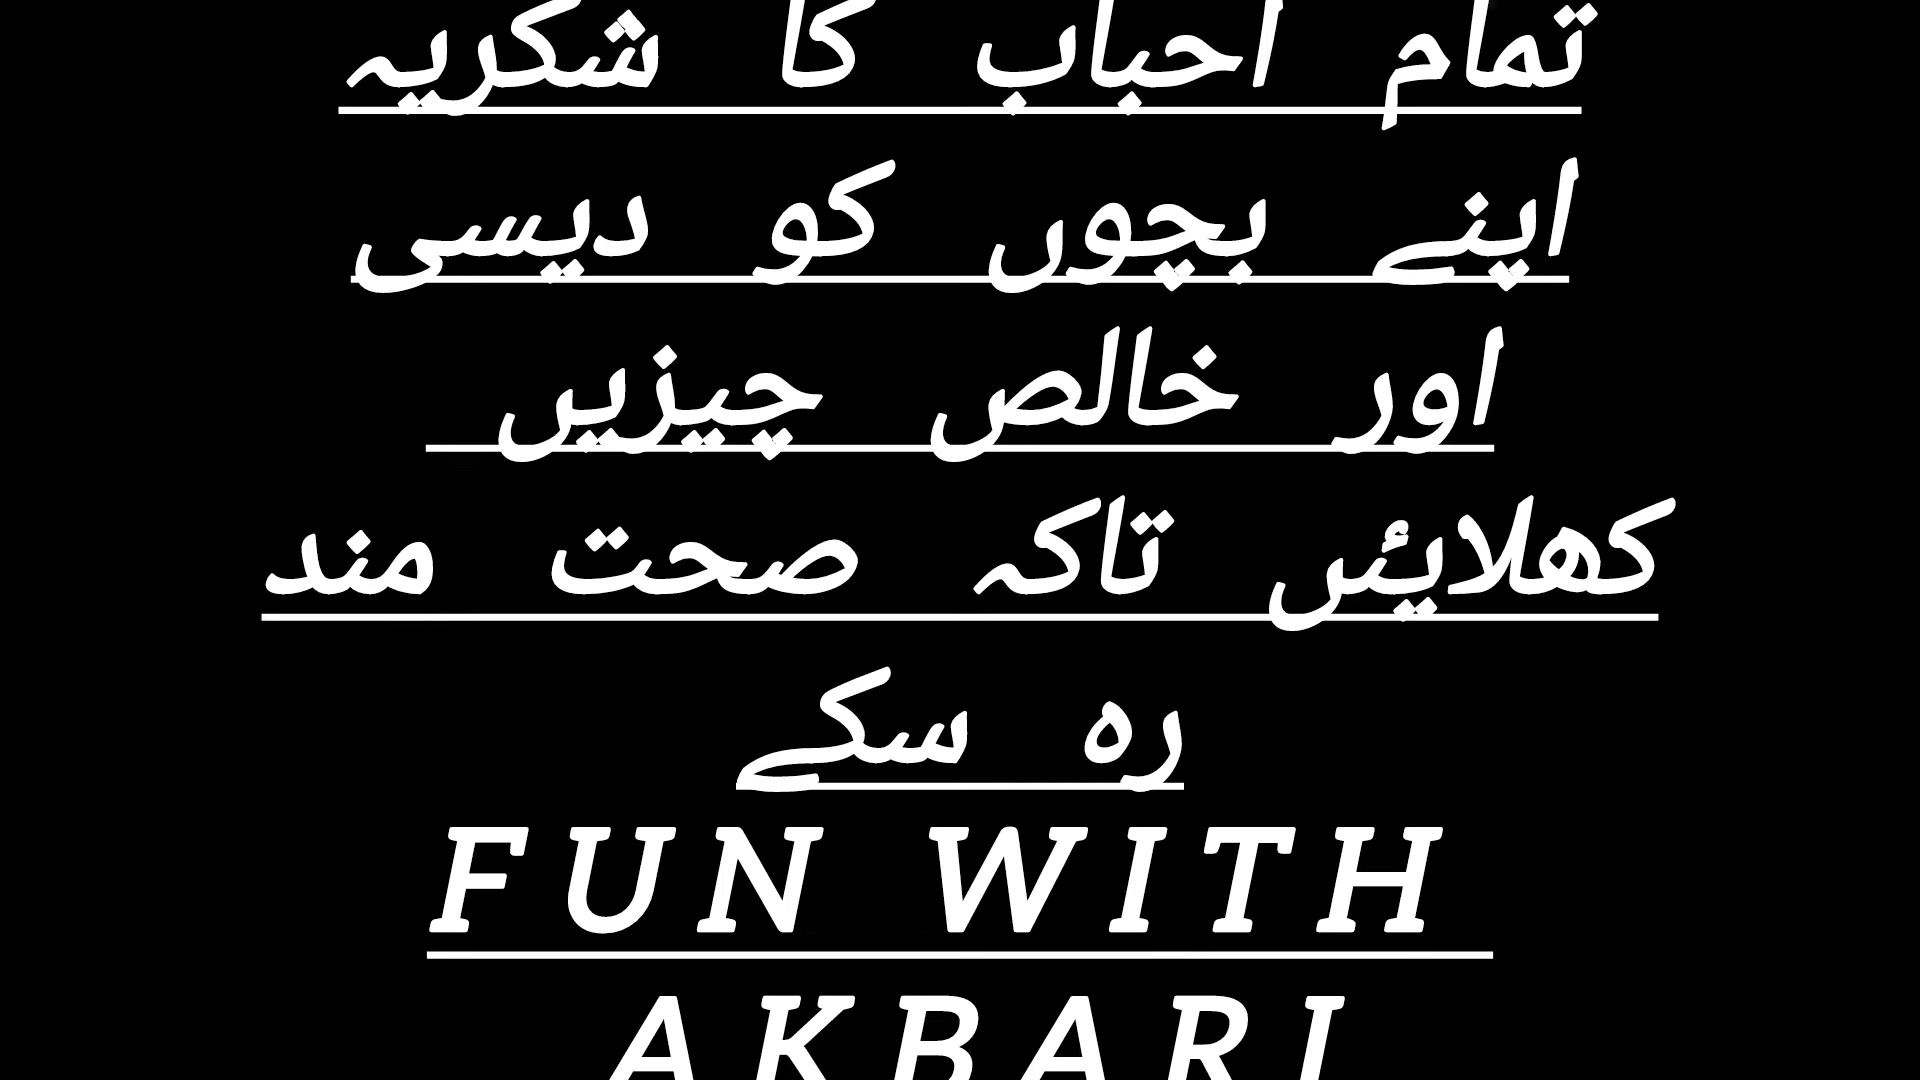 تمام احباب کا شکریہ
اپنے بچوں کو دیسی
اور خالص چیزیں
کھلایئں تاکہ صحت مند
رہ سکے
FUN WITH
AKBARI